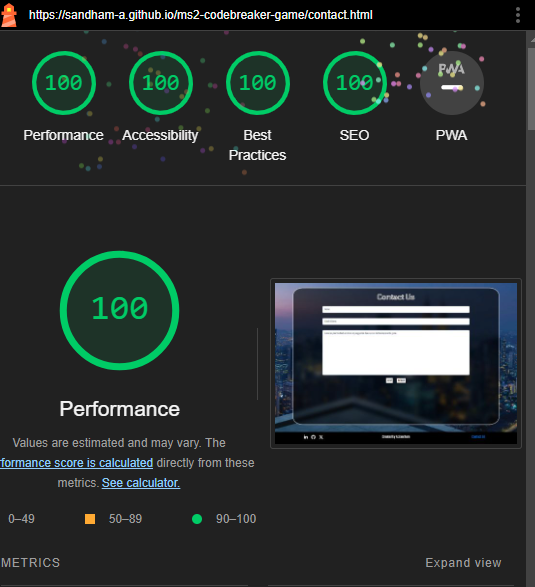 https://sandham-a.github.io/ms2-codebreaker-game/contact.html
100 100 100 100 PWA
Performance Accessibility Best Practices SEO PWA
100
Contact Us
Performance
Values are estimated and may vary. The
rformance score is calculated directly from these
metrics. See calculator.
0–49 50–89 90–100
METRICS Expand view